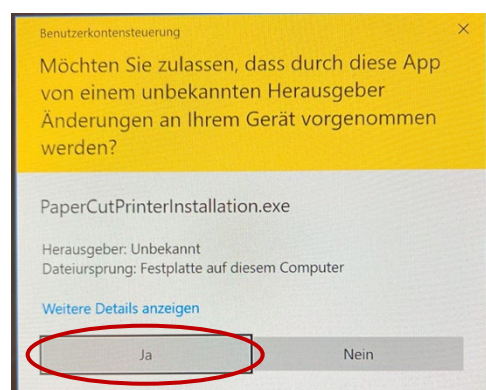 Benutzerkontensteuerung
Möchten Sie zulassen, dass durch diese App
von einem unbekannten Herausgeber
Änderungen an Ihrem Gerät vorgenommen
werden?
PaperCutPrinterInstallation.exe
Herausgeber: Unbekannt
Dateiursprung: Festplatte auf diesem Computer
Weitere Details anzeigen
Ja
Nein